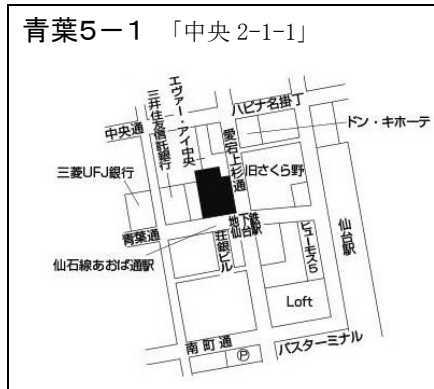 青葉5-1 「中央 2-1-1」
ハピナ名掛丁
中央通
エヴァー・アイ中央
三井住友信託銀行
愛宕上杉通
ドン・キホーテ
三菱UFJ銀行
旧さくら野
地下鉄
仙台駅
青葉通
荘銀ビル
ビューモス5
仙台駅
仙石線あおば通駅
Loft
南町通
バスターミナル
Ⓟ